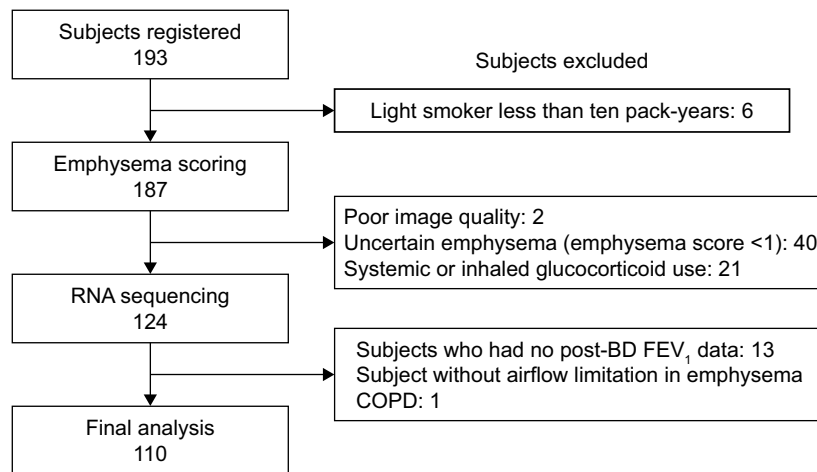 Subjects registered
193
Subjects excluded
Light smoker less than ten pack-years: 6
Emphysema scoring
187
Poor image quality: 2
Uncertain emphysema (emphysema score <1): 40
Systemic or inhaled glucocorticoid use: 21
RNA sequencing
124
Subjects who had no post-BD FEV₁ data: 13
Subject without airflow limitation in emphysema
COPD: 1
Final analysis
110